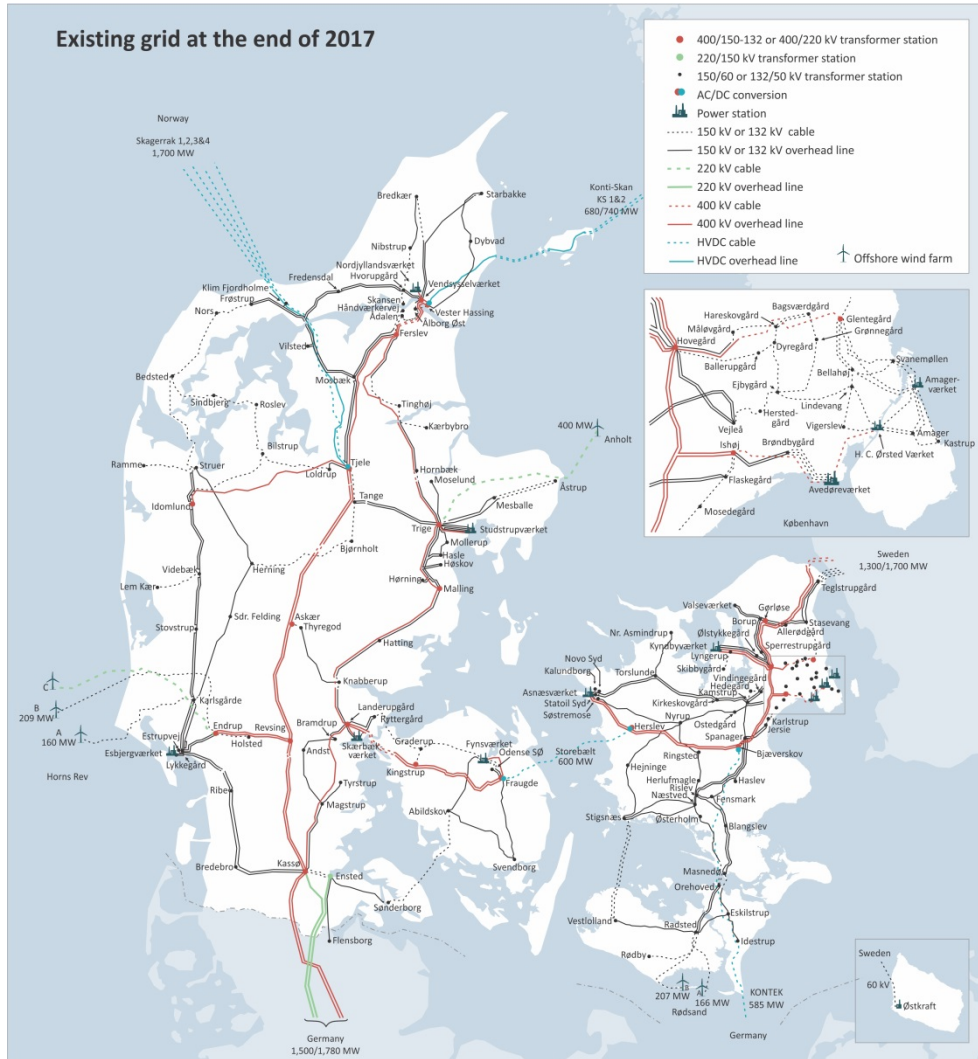 Existing grid at the end of 2017
400/150-132 or 400/220 kV transformer station
220/150 kV transformer station
150/60 or 132/50 kV transformer station
AC/DC conversion
Power station
150 kV or 132 kV cable
150 kV or 132 kV overhead line
220 kV cable
220 kV overhead line
400 kV cable
400 kV overhead line
HVDC cable
HVDC overhead line
Offshore wind farm
Norway
Skagerrak 1,2,3&4
1,700 MW
Konti-Skan
KS 1&2
680/740 MW
Bredkær
Starbakke
Nibstrup
Dybvad
Nordjyllandsværket
Hvorupgård
Fredensdal
Vendsysselværket
Klim Fjordholme
Frøstrup
Skansen
Håndværkervej
Ådalen
Vester Hassing
Ålborg Øst
Nors
Ferslev
Vilsted
Bedsted
Mosbæk
Sindbjerg
Roslev
Tinghøj
Kærbybro
400 MW
Anholt
Bilstrup
Ramme
Struer
Loldrup
Tjele
Hornbæk
Moselund
Åstrup
Idomlund
Tange
Mesballe
Trige
Studstrupværket
Bjørnholt
Mollerup
Hasle
Høskov
Videbæk
Herning
Hørning
Lem Kær
Malling
Sdr. Felding
Askær
Thyregod
Stovstrup
Hatting
Knabberup
C
B
209 MW
A
160 MW
Horns Rev
Karlsgårde
Landerupgård
Bramdrup
Ryttergård
Estrupvej
Endrup
Revsing
Esbjergværket
Holsted
Lykkegård
Skærbæk
værket
Graderup
Fynsværket
Andst
Odense SØ
Kingstrup
Fraugde
Storebælt
600 MW
Ribe
Tyrstrup
Magstrup
Abildskov
Svendborg
Bredebro
Kassø
Ensted
Sønderborg
Flensborg
Germany
1,500/1,780 MW
Bagsværdgård
Hareskovgård
Glentegård
Måløvgård
Grønnegård
Hovegård
Dyregård
Svanemøllen
Ballerupgård
Bellahøj
Amager-
værket
Ejbygård
Lindevang
Hersted-
gård
Vigerslev
Vejleå
Amager
Kastrup
Ishøj
Brøndbygård
H. C. Ørsted Værket
Flaskegård
Avedøreværket
Mosedegård
København
Sweden
1,300/1,700 MW
Teglstrupgård
Valseværket
Gørløse
Borup
Stasevang
Nr. Asmindrup
Ølstykkegård
Allerødgård
Kyndbyværket
Sperrestrupgård
Lyngerup
Novo Syd
Skibbygård
Kalundborg
Torslunde
Vindingegård
Hedegård
Asnæsværket
Kamstrup
Statoil Syd
Kirkeskovgård
Søstremose
Nyrup
Ostedgård
Karlstrup
Jersie
Herslev
Spanager
Ringsted
Bjæverskov
Hejninge
Herlufmagle
Haslev
Rislev
Næstved
Fensmark
Stigsnæs
Østerholm
Blangslev
Masnedø
Orehoved
Vestlolland
Eskilstrup
Radsted
Idestrup
Rødby
B
A
207 MW
166 MW
Rødsand
KONTEK
585 MW
Germany
Sweden
60 kV
Østkraft